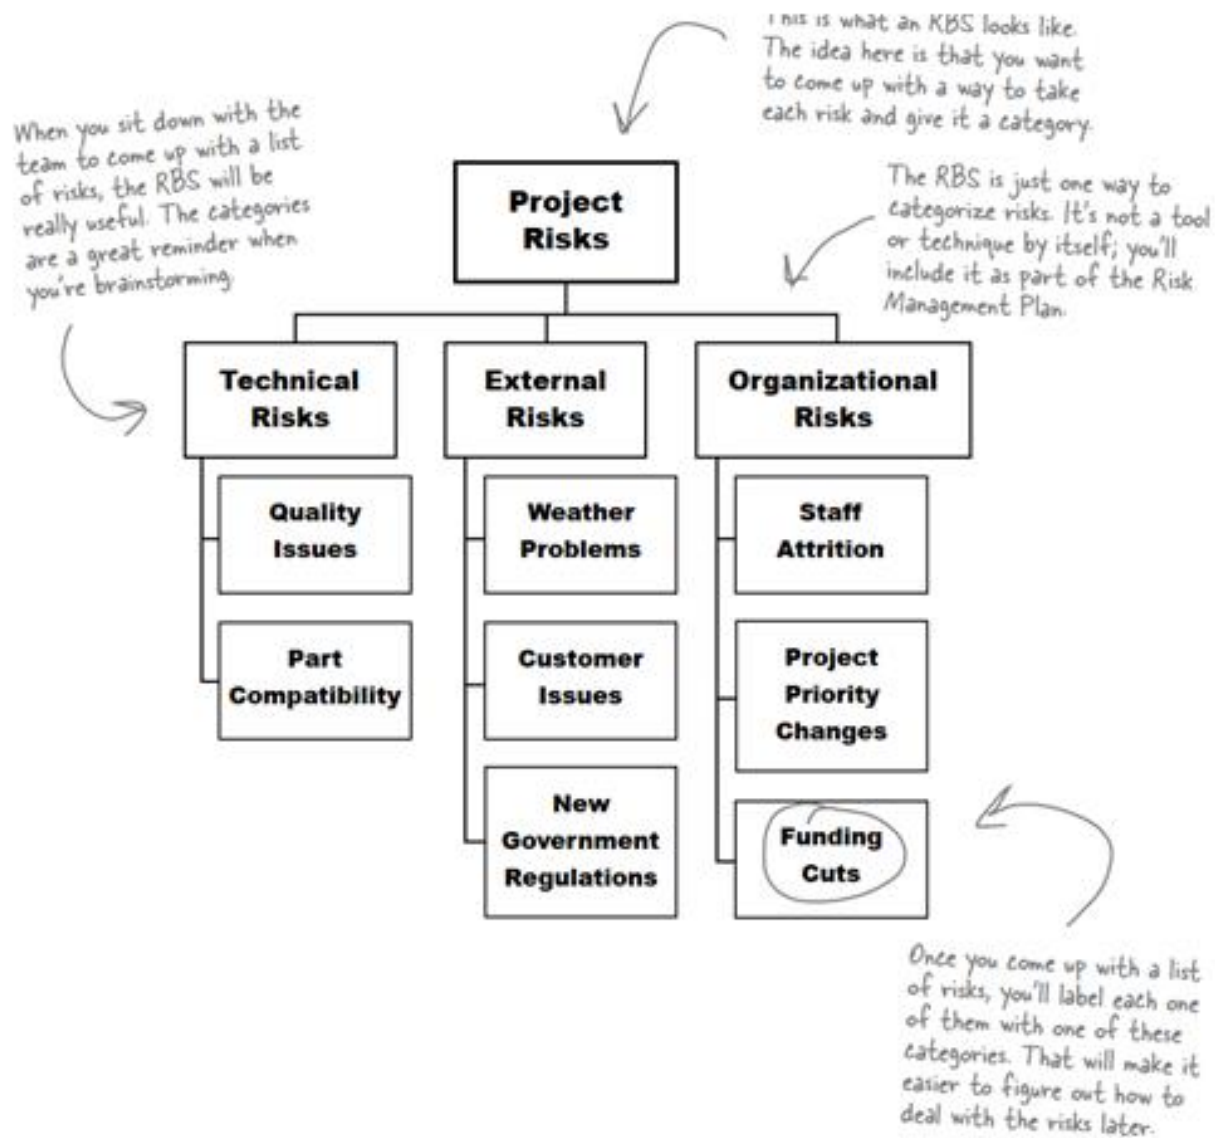 This is what an RBS looks like.
The idea here is that you want
to come up with a way to take
each risk and give it a category.
When you sit down with the
team to come up with a list
of risks, the RBS will be
really useful. The categories
are a great reminder when
you're brainstorming.
The RBS is just one way to
categorize risks. It's not a tool
or technique by itself; you'll
include it as part of the Risk
Management Plan.
Project
Risks
Technical
Risks
External
Risks
Organizational
Risks
Quality
Issues
Part
Compatibility
Weather
Problems
Customer
Issues
New
Government
Regulations
Staff
Attrition
Project
Priority
Changes
Funding
Cuts
Once you come up with a list
of risks, you'll label each one
of them with one of these
categories. That will make it
easier to figure out how to
deal with the risks later.